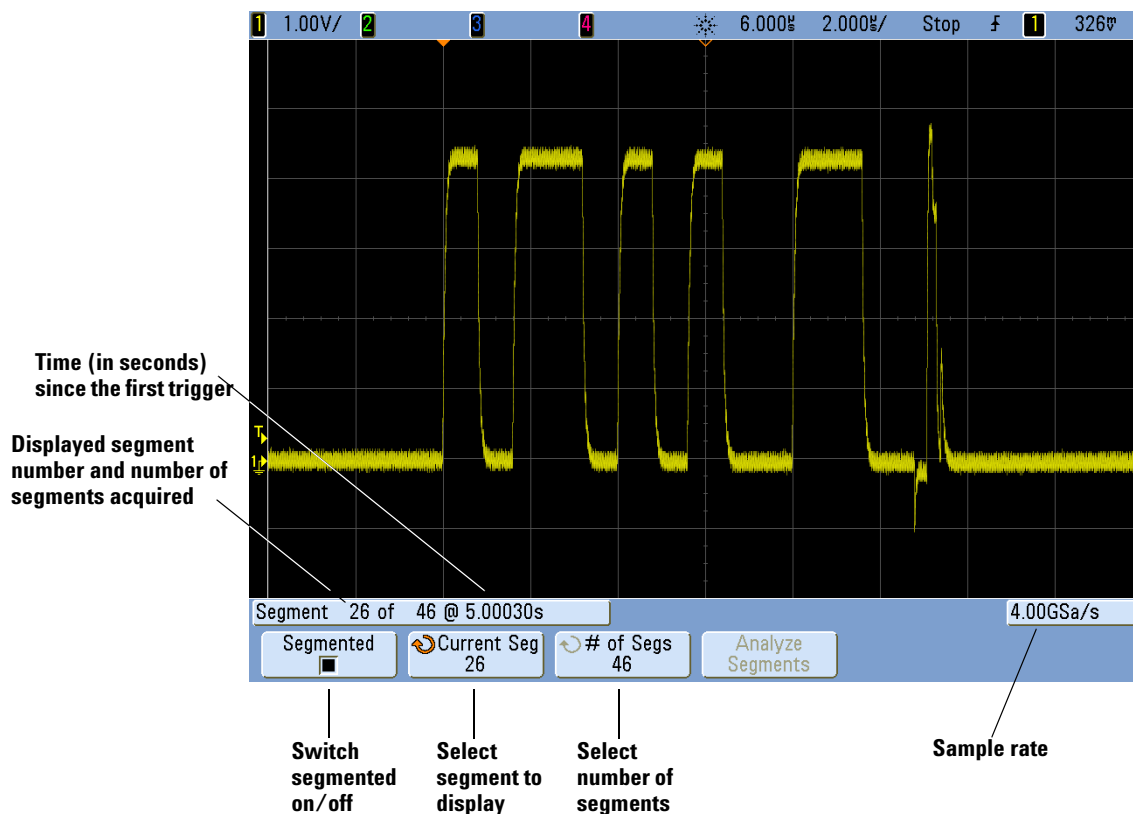 1 1.00V/ 2 3 4 6.000µs 2.000µs/ Stop 1 326mV
Time (in seconds)
since the first trigger
Displayed segment
number and number of
segments acquired
T
1
Segment 26 of 46 @ 5.00030s
4.00GSa/s
Segmented
Current Seg
26
# of Segs
46
Analyze
Segments
Switch
segmented
on/off
Select
segment to
display
Select
number of
segments
Sample rate